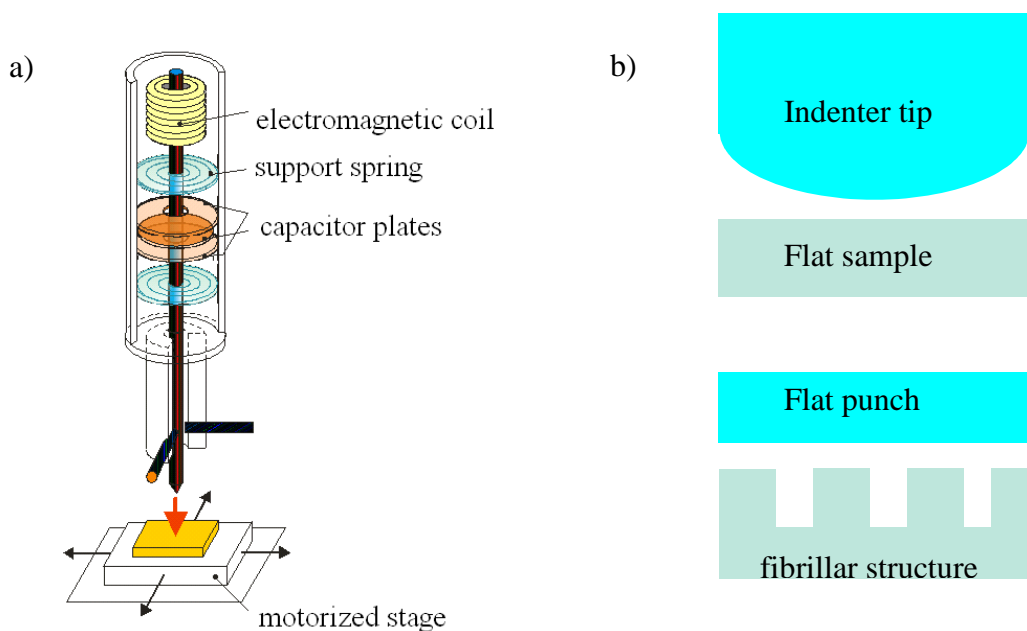 a)
electromagnetic coil
support spring
capacitor plates
motorized stage
b)
Indenter tip
Flat sample
Flat punch
fibrillar structure